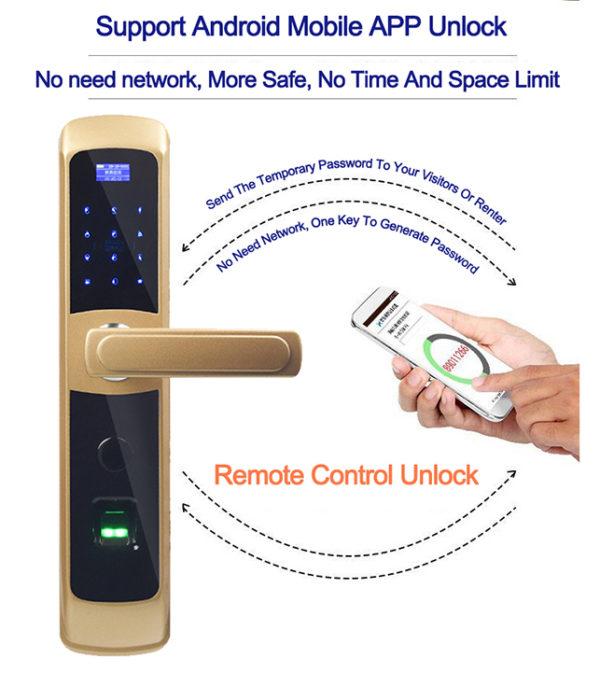 Support Android Mobile APP Unlock
No need network, More Safe, No Time And Space Limit
Send The Temporary Password To Your Visitors Or Renter
No Need Network, One Key To Generate Password
89011266
Remote Control Unlock